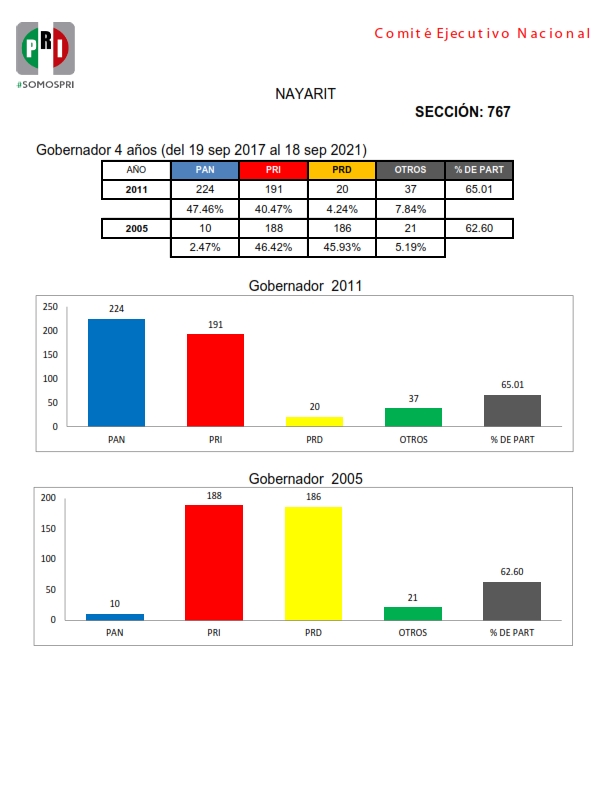 Comité Ejecutivo Nacional
PRI
#SOMOSPRI
NAYARIT
SECCIÓN: 767
Gobernador 4 años (del 19 sep 2017 al 18 sep 2021)
AÑO PAN PRI PRD OTROS % DE PART
2011 224 191 20 37 65.01
47.46% 40.47% 4.24% 7.84%
2005 10 188 186 21 62.60
2.47% 46.42% 45.93% 5.19%
Gobernador 2011
250
200
150
100
50
0
224
191
20
37
65.01
PAN PRI PRD OTROS % DE PART
Gobernador 2005
200
150
100
50
0
10
188
186
21
62.60
PAN PRI PRD OTROS % DE PART